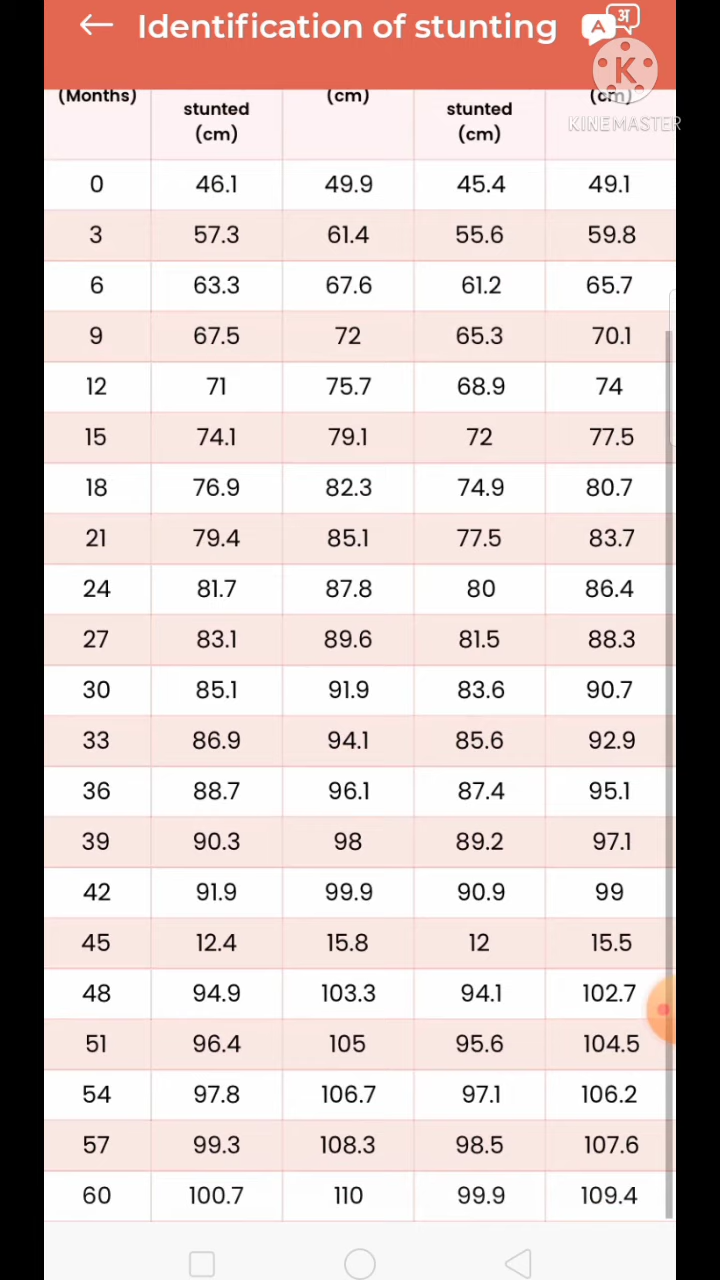 Identification of stunting
A अ
K
KINEMASTER
(Months) stunted (cm) (cm) stunted (cm) (cm)
0 46.1 49.9 45.4 49.1
3 57.3 61.4 55.6 59.8
6 63.3 67.6 61.2 65.7
9 67.5 72 65.3 70.1
12 71 75.7 68.9 74
15 74.1 79.1 72 77.5
18 76.9 82.3 74.9 80.7
21 79.4 85.1 77.5 83.7
24 81.7 87.8 80 86.4
27 83.1 89.6 81.5 88.3
30 85.1 91.9 83.6 90.7
33 86.9 94.1 85.6 92.9
36 88.7 96.1 87.4 95.1
39 90.3 98 89.2 97.1
42 91.9 99.9 90.9 99
45 12.4 15.8 12 15.5
48 94.9 103.3 94.1 102.7
51 96.4 105 95.6 104.5
54 97.8 106.7 97.1 106.2
57 99.3 108.3 98.5 107.6
60 100.7 110 99.9 109.4